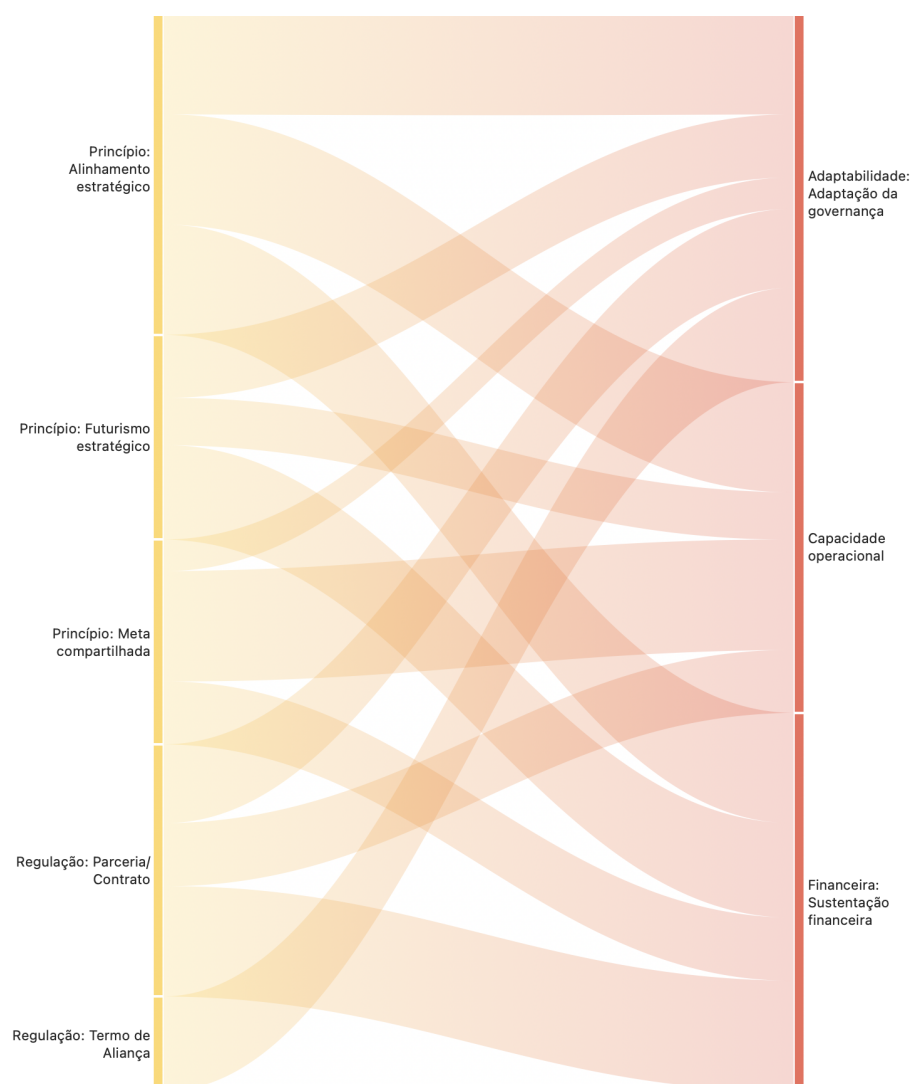 Princípio:
Alinhamento
estratégico
Princípio: Futurismo
estratégico
Princípio: Meta
compartilhada
Regulação: Parceria/
Contrato
Regulação: Termo de
Aliança
Adaptabilidade:
Adaptação da
governança
Capacidade
operacional
Financeira:
Sustentação
financeira